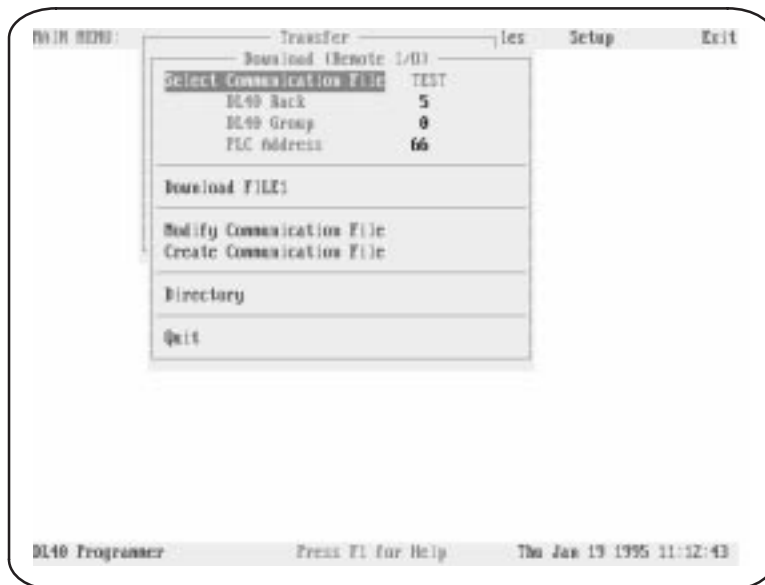 MAIN MENU: Transfer les Setup Exit
Download (Remote I/O)
Select Communication File TEST
DL40 Rack 5
DL40 Group 0
PLC Address 66
Download FILE1
Modify Communication File
Create Communication File
Directory
Quit
DL40 Programmer Press F1 for Help Thu Jan 19 1995 11:12:43